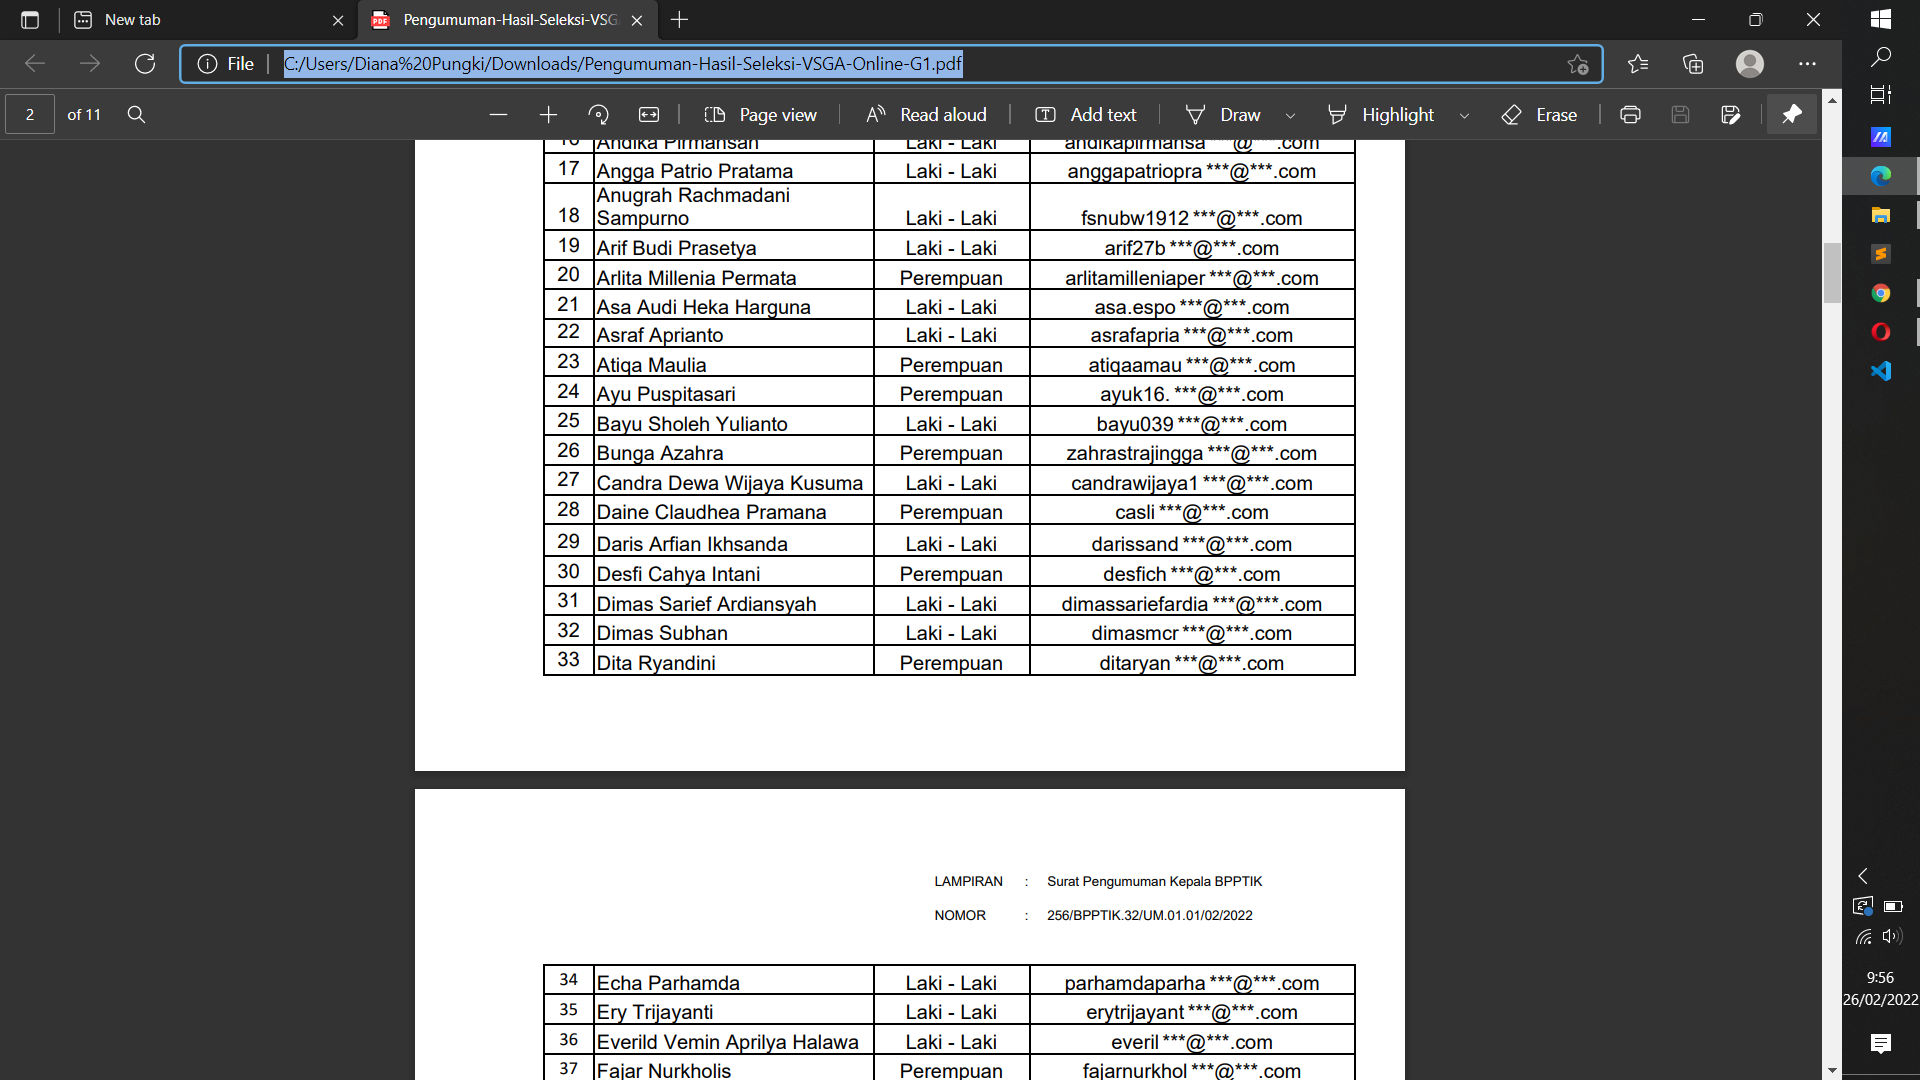 New tab
Pengumuman-Hasil-Seleksi-VSG
File
C:/Users/Diana%20Pungki/Downloads/Pengumuman-Hasil-Seleksi-VSGA-Online-G1.pdf
2 of 11
Page view
Read aloud
Add text
Draw
Highlight
Erase
16 Andika Pirmansah Laki - Laki andikapirmansa ***@***.com
17 Angga Patrio Pratama Laki - Laki anggapatriopra ***@***.com
Anugrah Rachmadani
18 Sampurno Laki - Laki fsnubw1912 ***@***.com
19 Arif Budi Prasetya Laki - Laki arif27b ***@***.com
20 Arlita Millenia Permata Perempuan arlitamilleniaper ***@***.com
21 Asa Audi Heka Harguna Laki - Laki asa.espo ***@***.com
22 Asraf Aprianto Laki - Laki asrafapria ***@***.com
23 Atiqa Maulia Perempuan atiqaamau ***@***.com
24 Ayu Puspitasari Perempuan ayuk16. ***@***.com
25 Bayu Sholeh Yulianto Laki - Laki bayu039 ***@***.com
26 Bunga Azahra Perempuan zahrastrajingga ***@***.com
27 Candra Dewa Wijaya Kusuma Laki - Laki candrawijaya1 ***@***.com
28 Daine Claudhea Pramana Perempuan casli ***@***.com
29 Daris Arfian Ikhsanda Laki - Laki darissand ***@***.com
30 Desfi Cahya Intani Perempuan desfich ***@***.com
31 Dimas Sarief Ardiansyah Laki - Laki dimassariefardia ***@***.com
32 Dimas Subhan Laki - Laki dimasmcr ***@***.com
33 Dita Ryandini Perempuan ditaryan ***@***.com
LAMPIRAN : Surat Pengumuman Kepala BPPTIK
NOMOR : 256/BPPTIK.32/UM.01.01/02/2022
34 Echa Parhamda Laki - Laki parhamdaparha ***@***.com
35 Ery Trijayanti Laki - Laki erytrijayant ***@***.com
36 Everild Vemin Aprilya Halawa Laki - Laki everil ***@***.com
37 Fajar Nurkholis Perempuan fajarnurkhol ***@***.com
9:56
26/02/2022